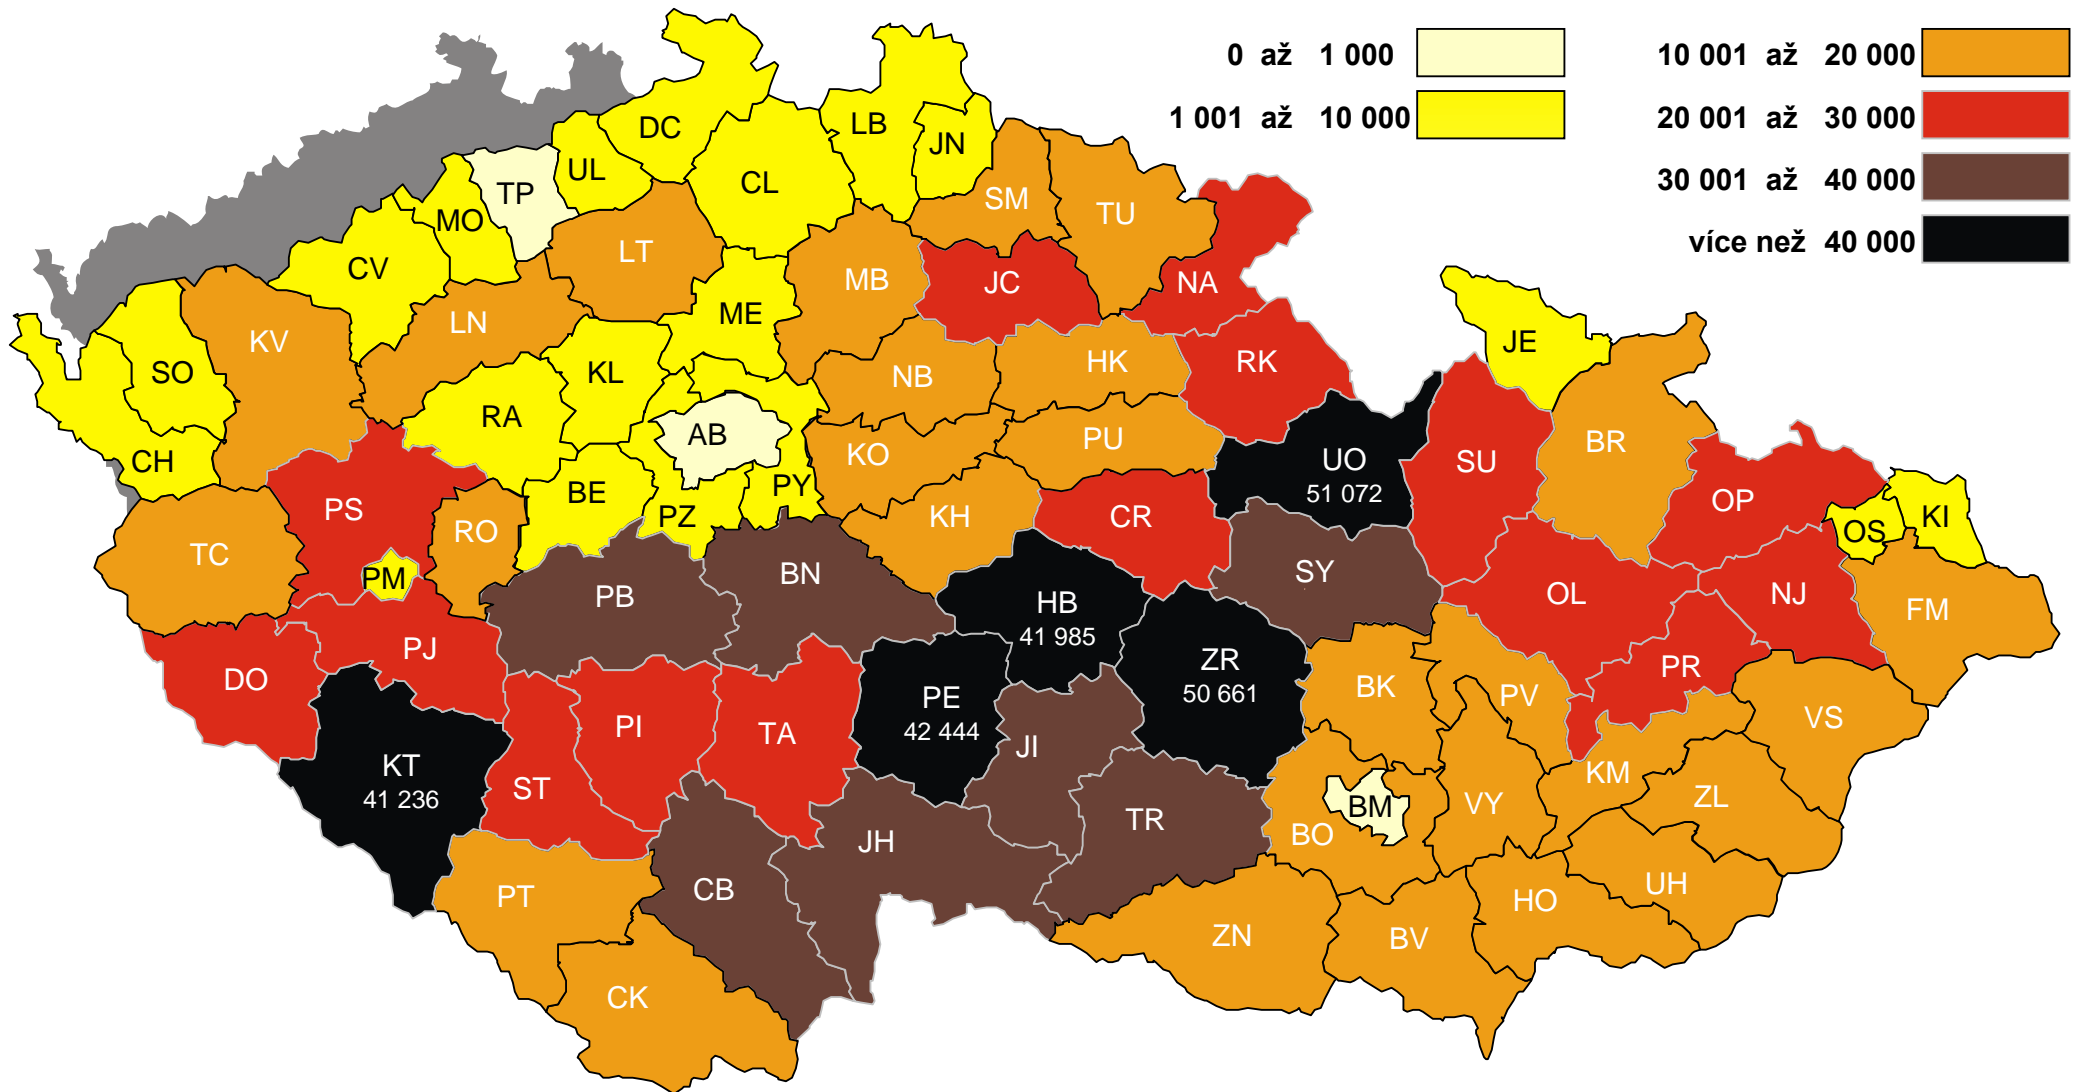 0 až 1 000
10 001 až 20 000
1 001 až 10 000
20 001 až 30 000
30 001 až 40 000
více než 40 000
DC
LB
JN
UL
TP
CL
MO
SM
TU
CV
LT
MB
JC
NA
ME
LN
KV
JE
SO
KL
NB
HK
RK
RA
AB
KO
PU
BR
CH
UO
51 072
SU
BE
PY
PS
PZ
KH
CR
OP
KI
OS
RO
TC
PM
BN
SY
PB
HB
41 985
OL
NJ
FM
PJ
ZR
50 661
DO
PR
BK
PV
PE
42 444
VS
PI
TA
JI
KT
41 236
KM
ST
BM
VY
ZL
TR
BO
JH
PT
CB
UH
HO
ZN
BV
CK